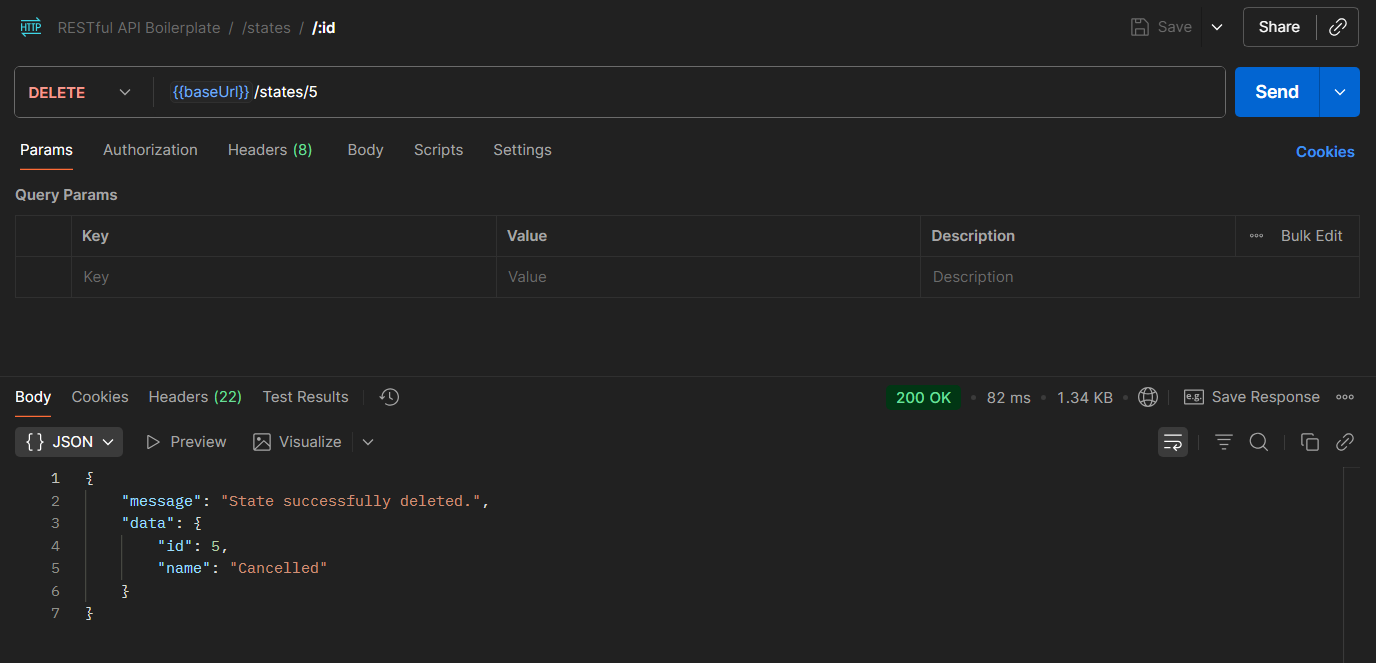 HTTP RESTful API Boilerplate / /states / /:id Save Share
DELETE {{baseUrl}} /states/5 Send
Params Authorization Headers (8) Body Scripts Settings Cookies
Query Params
Key Value Description Bulk Edit
Key Value Description
Body Cookies Headers (22) Test Results 200 OK • 82 ms • 1.34 KB • e.g. Save Response
{} JSON Preview Visualize
1 {
2 "message": "State successfully deleted.",
3 "data": {
4 "id": 5,
5 "name": "Cancelled"
6 }
7 }